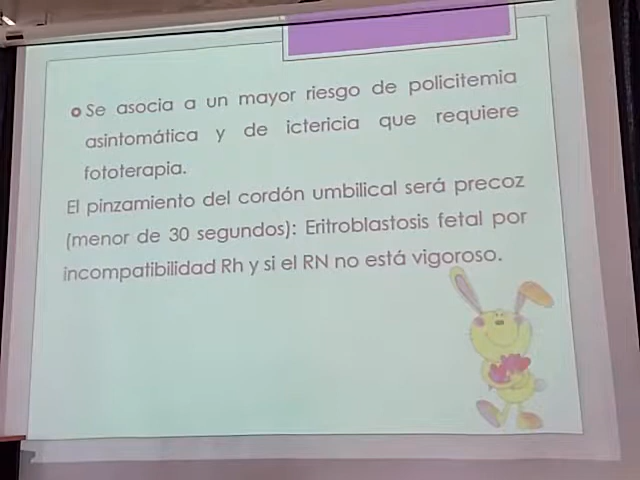 Se asocia a un mayor riesgo de policitemia
asintomática y de ictericia que requiere
fototerapia.
El pinzamiento del cordón umbilical será precoz
(menor de 30 segundos): Eritroblastosis fetal por
incompatibilidad Rh y si el RN no está vigoroso.